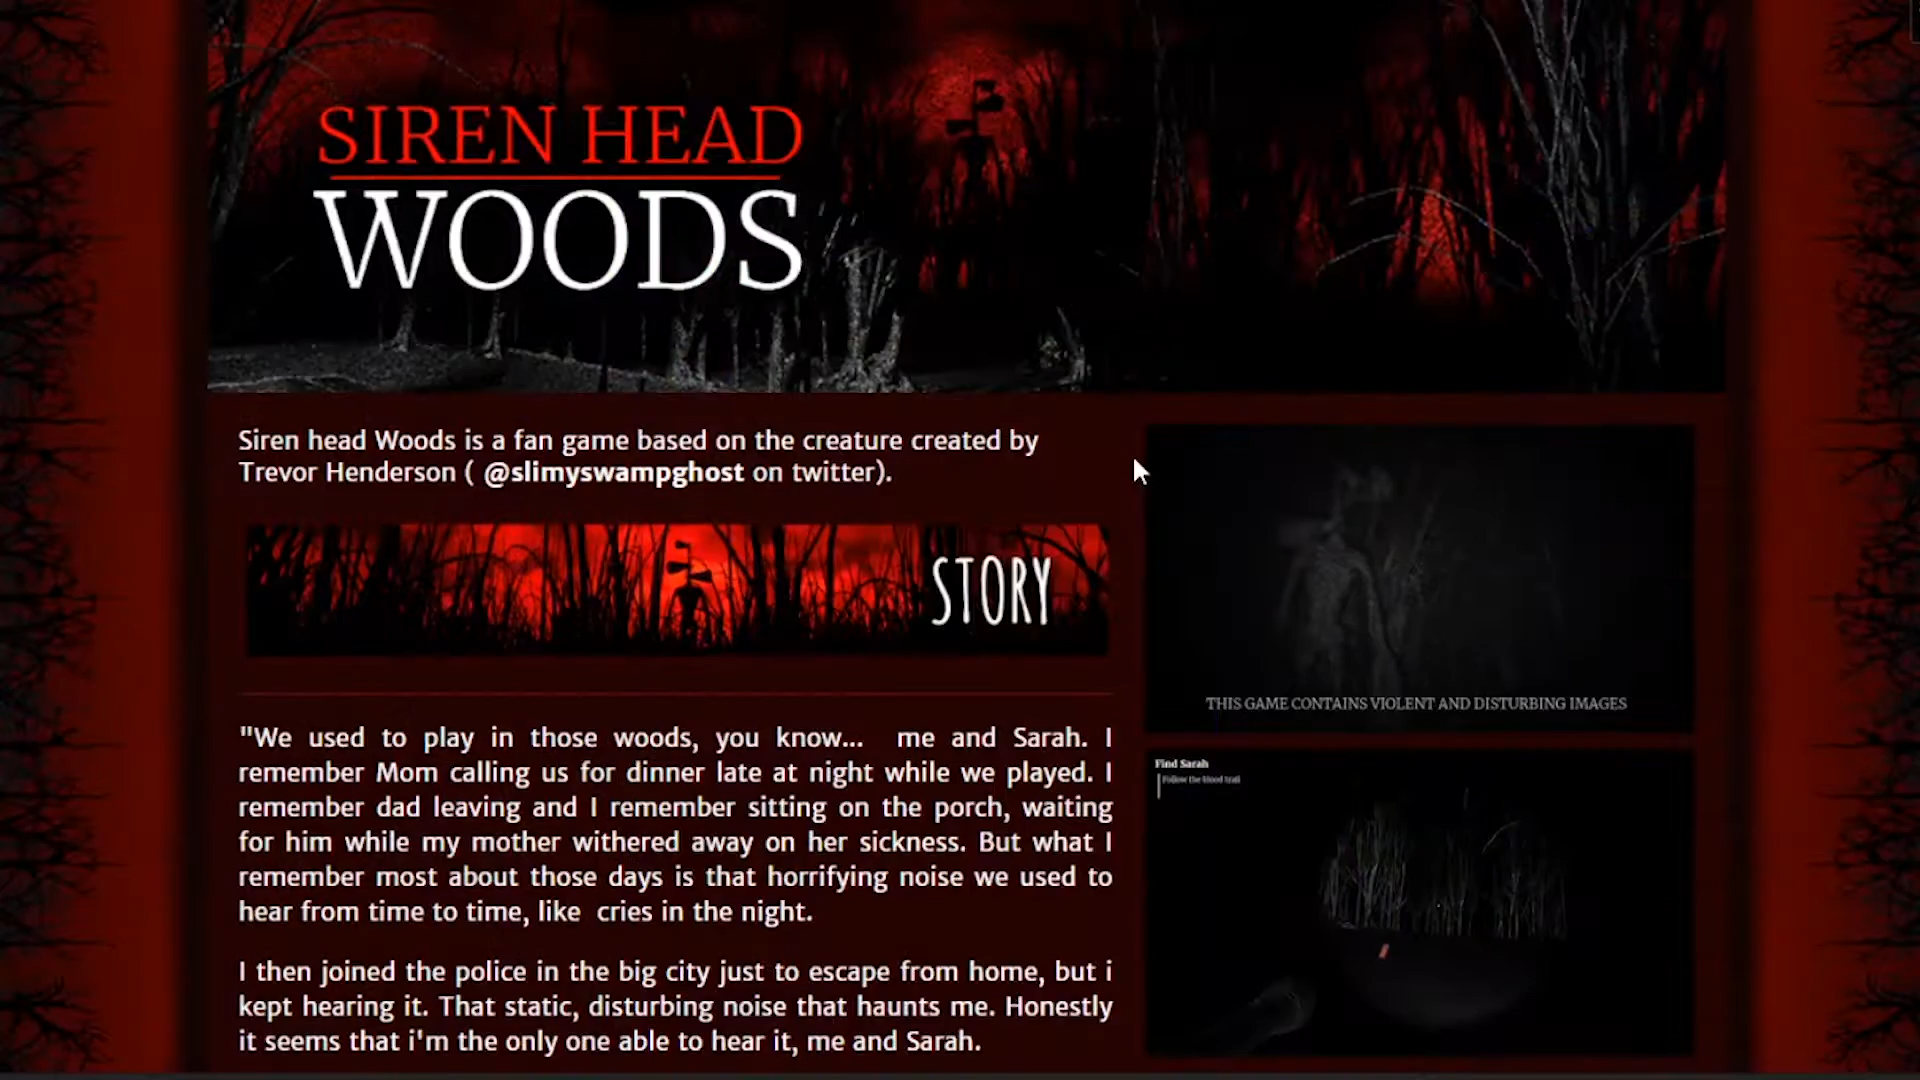 SIREN HEAD
WOODS
Siren head Woods is a fan game based on the creature created by
Trevor Henderson ( @slimyswampghost on twitter).
STORY
"We used to play in those woods, you know... me and Sarah. I
remember Mom calling us for dinner late at night while we played. I
remember dad leaving and I remember sitting on the porch, waiting
for him while my mother withered away on her sickness. But what I
remember most about those days is that horrifying noise we used to
hear from time to time, like cries in the night.
I then joined the police in the big city just to escape from home, but i
kept hearing it. That static, disturbing noise that haunts me. Honestly
it seems that i'm the only one able to hear it, me and Sarah.
THIS GAME CONTAINS VIOLENT AND DISTURBING IMAGES
Find Sarah
Follow the blood trail